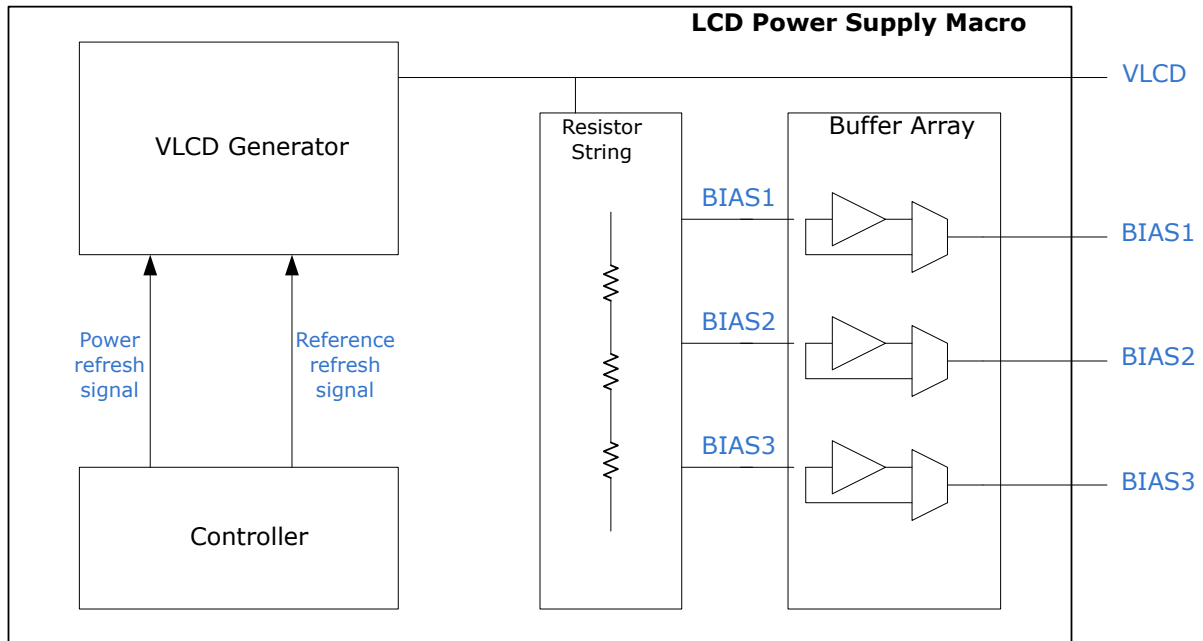 LCD Power Supply Macro
VLCD
VLCD Generator
Resistor
String
Buffer Array
BIAS1
BIAS1
BIAS2
BIAS2
BIAS3
BIAS3
Power
refresh
signal
Reference
refresh
signal
Controller